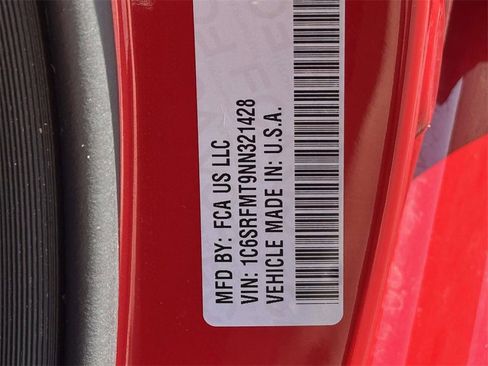 MFD BY: FCA US LLC
VIN: 1C6SRFMT9NN321428
VEHICLE MADE IN: U.S.A.